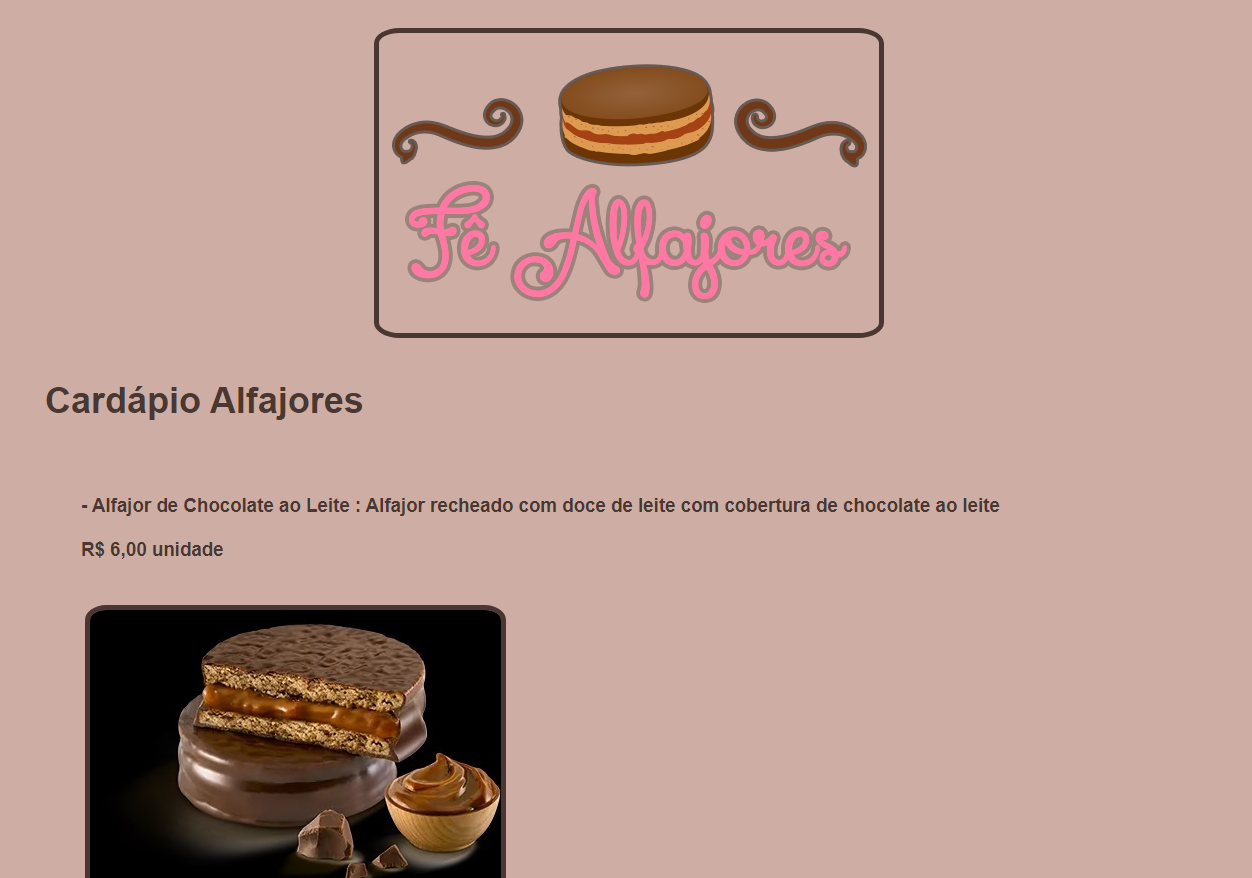 Fê Alfajores
Cardápio Alfajores
- Alfajor de Chocolate ao Leite : Alfajor recheado com doce de leite com cobertura de chocolate ao leite
R$ 6,00 unidade